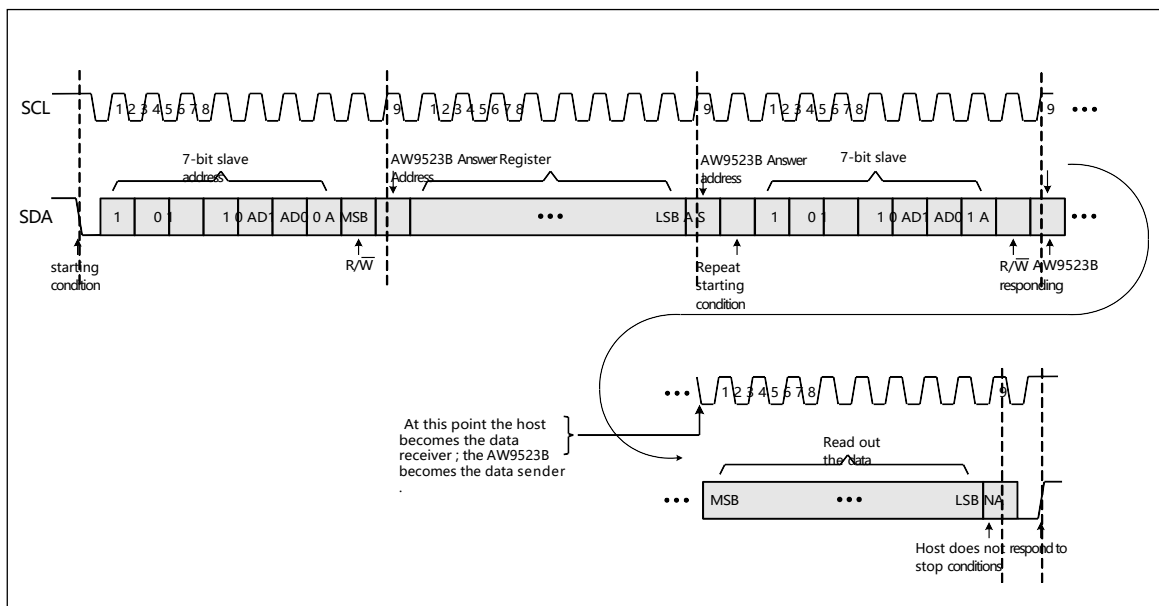 SCL
1 2 3 4 5 6 7 8
9
1 2 3 4 5 6 7 8
9
1 2 3 4 5 6 7 8
9
•••
7-bit slave
address
AW9523B Answer Register
Address
AW9523B Answer
address
7-bit slave
SDA
1 0 1 1 0 AD1 AD0 0 A MSB ••• LSB A S 1 0 1 1 0 AD1 AD0 1 A •••
starting
condition
R/W
Repeat
starting
condition
R/W AW9523B
responding
••• 1 2 3 4 5 6 7 8 9
At this point the host
becomes the data
receiver ; the AW9523B
becomes the data sender
.
Read out
the data
••• MSB ••• LSB NA
Host does not respond to
stop conditions